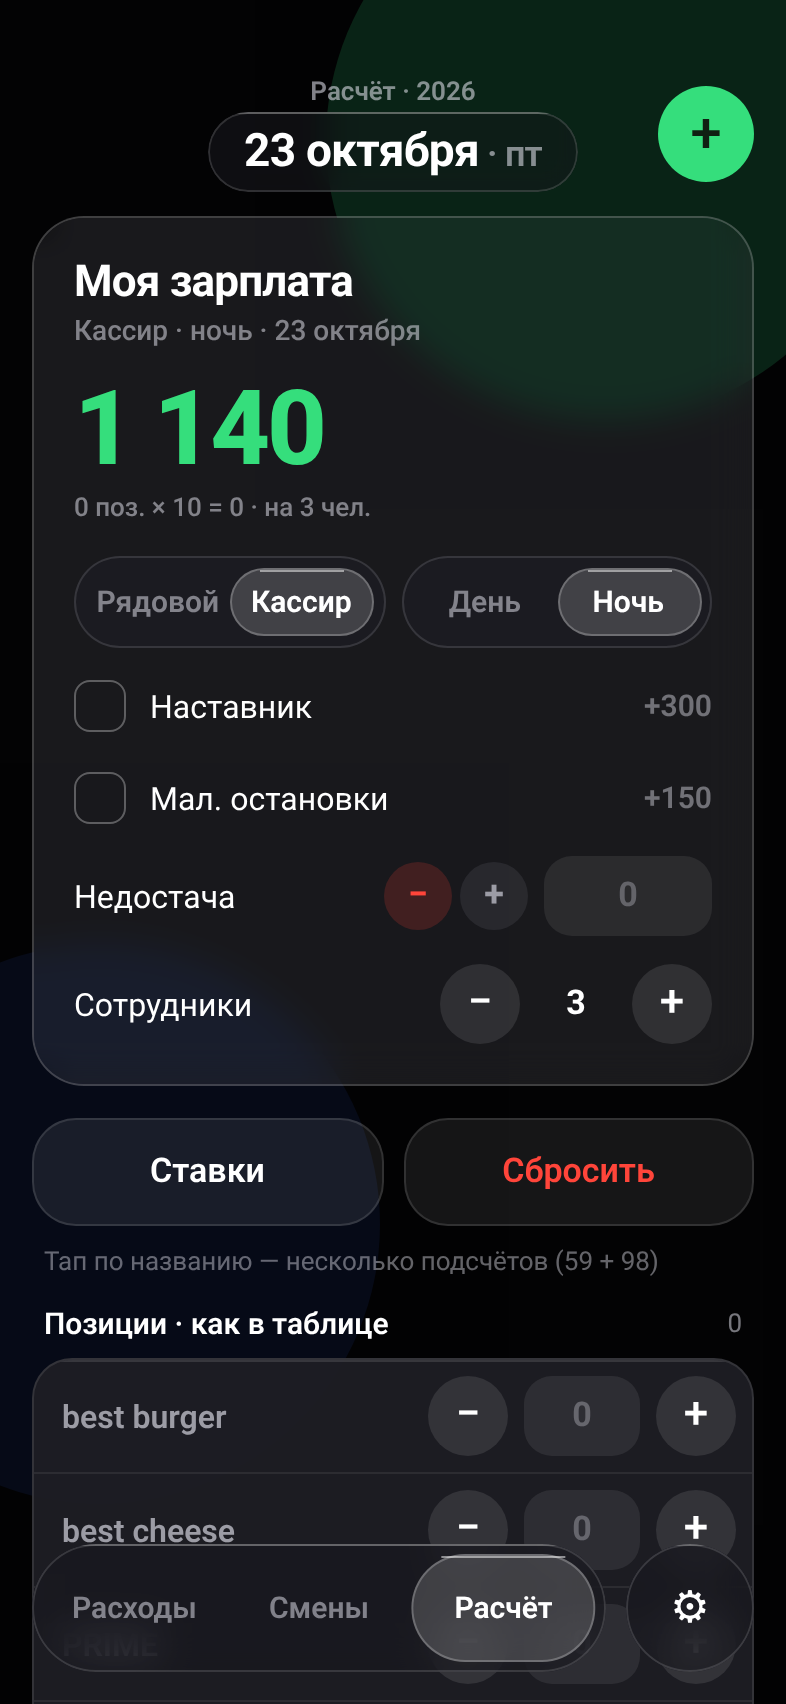 Расчёт · 2026
23 октября · пт
+
Моя зарплата
Кассир · ночь · 23 октября
1 140
0 поз. × 10 = 0 · на 3 чел.
Рядовой Кассир День Ночь
Наставник +300
Мал. остановки +150
Недостача − + 0
Сотрудники − 3 +
Ставки Сбросить
Тап по названию — несколько подсчётов (59 + 98)
Позиции · как в таблице 0
best burger − 0 +
best cheese − 0 +
PRIME − +
Расходы Смены Расчёт